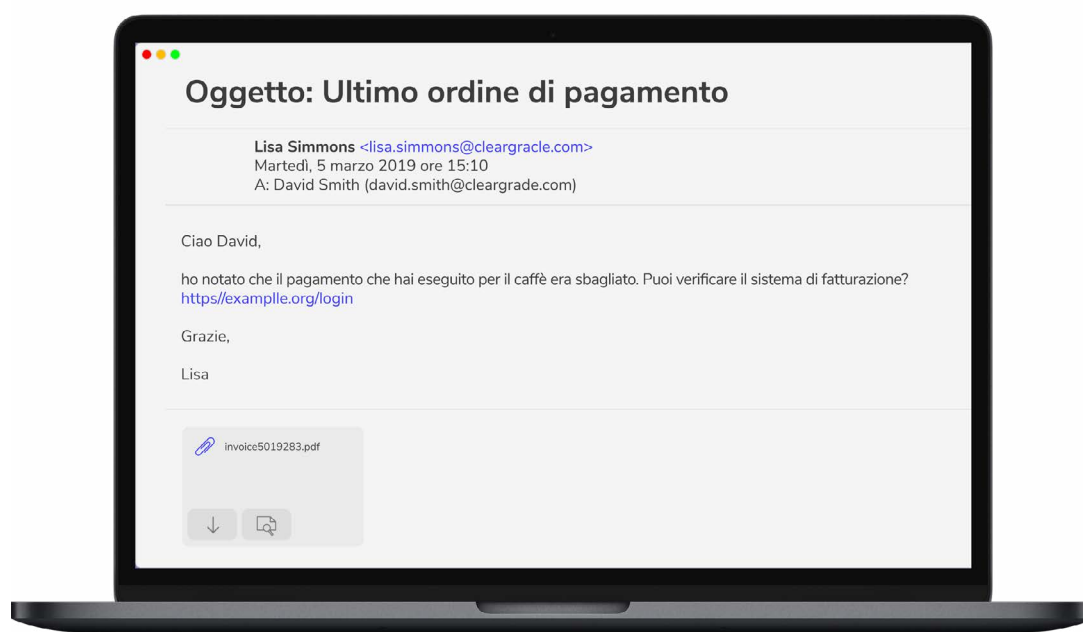 Oggetto: Ultimo ordine di pagamento
Lisa Simmons <lisa.simmons@cleargracle.com>
Martedì, 5 marzo 2019 ore 15:10
A: David Smith (david.smith@cleargrade.com)
Ciao David,
ho notato che il pagamento che hai eseguito per il caffè era sbagliato. Puoi verificare il sistema di fatturazione?
https//examplle.org/login
Grazie,
Lisa
invoice5019283.pdf